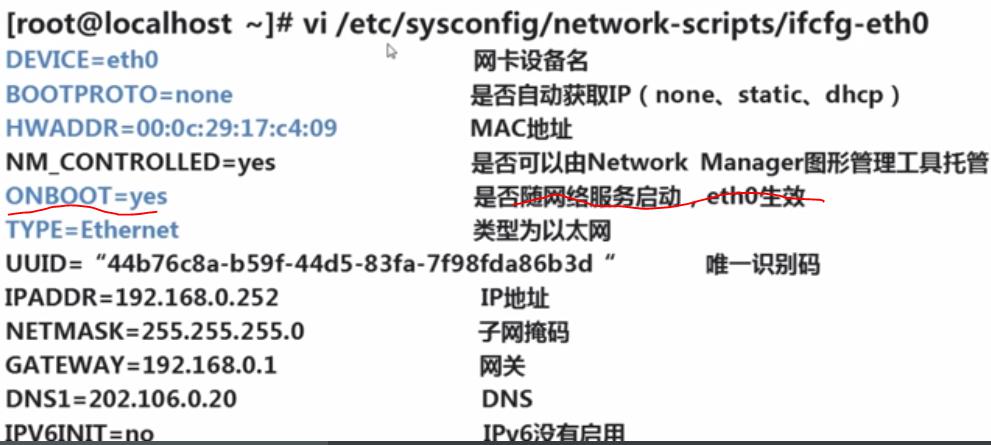 [root@localhost ~]# vi /etc/sysconfig/network-scripts/ifcfg-eth0
DEVICE=eth0 网卡设备名
BOOTPROTO=none 是否自动获取IP（none、static、dhcp）
HWADDR=00:0c:29:17:c4:09 MAC地址
NM_CONTROLLED=yes 是否可以由Network Manager图形管理工具托管
ONBOOT=yes 是否随网络服务启动，eth0生效
TYPE=Ethernet 类型为以太网
UUID=“44b76c8a-b59f-44d5-83fa-7f98fda86b3d“ 唯一识别码
IPADDR=192.168.0.252 IP地址
NETMASK=255.255.255.0 子网掩码
GATEWAY=192.168.0.1 网关
DNS1=202.106.0.20 DNS
IPV6INIT=no IPv6没有启用